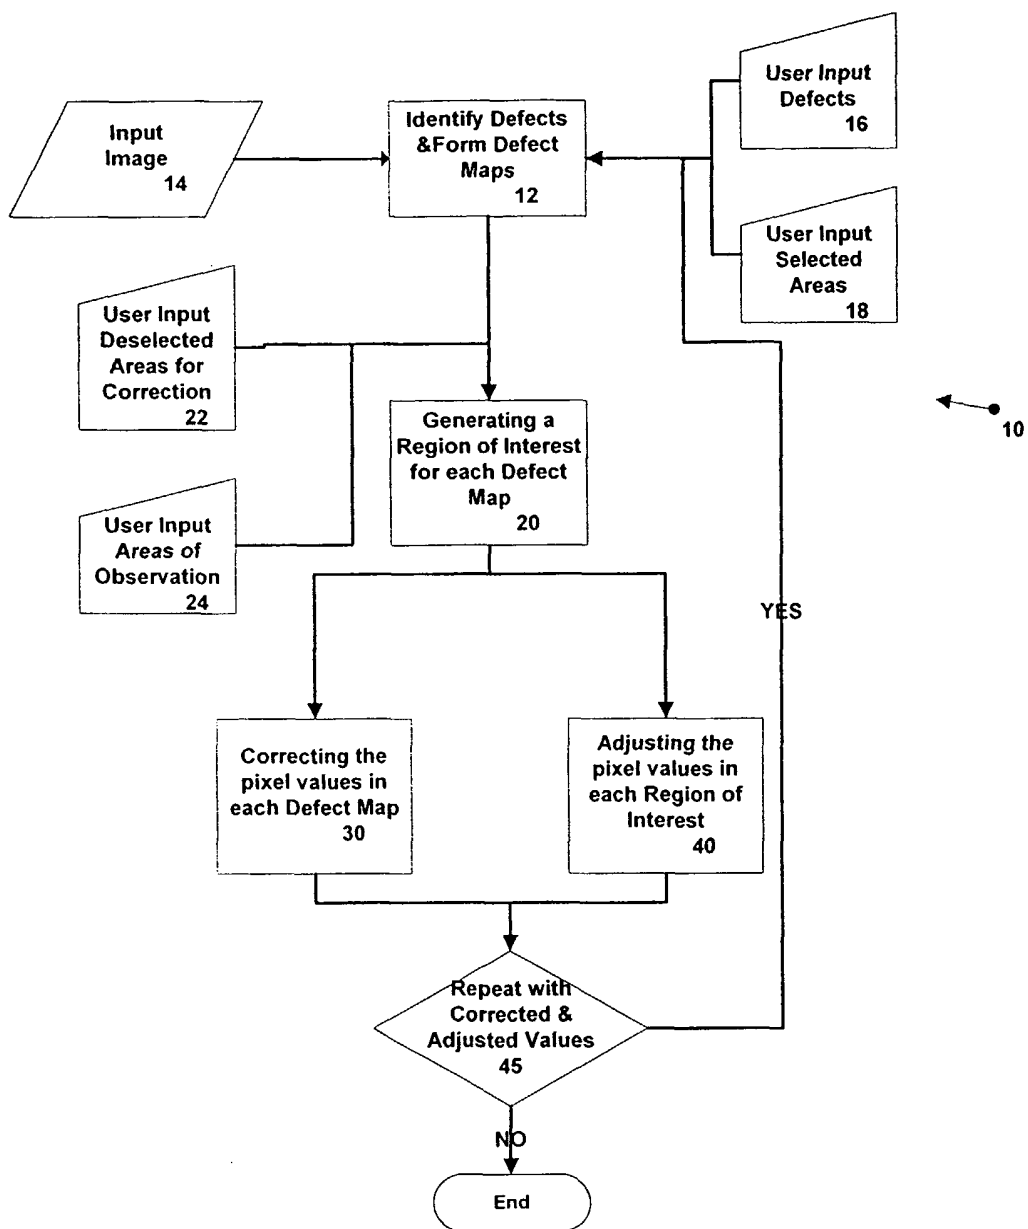 Input
Image
14
Identify Defects
&Form Defect
Maps
12
User Input
Defects
16
User Input
Selected
Areas
18
User Input
Deselected
Areas for
Correction
22
Generating a
Region of Interest
for each Defect
Map
20
10
User Input
Areas of
Observation
24
YES
Correcting the
pixel values in
each Defect Map
30
Adjusting the
pixel values in
each Region of
Interest
40
Repeat with
Corrected &
Adjusted Values
45
NO
End